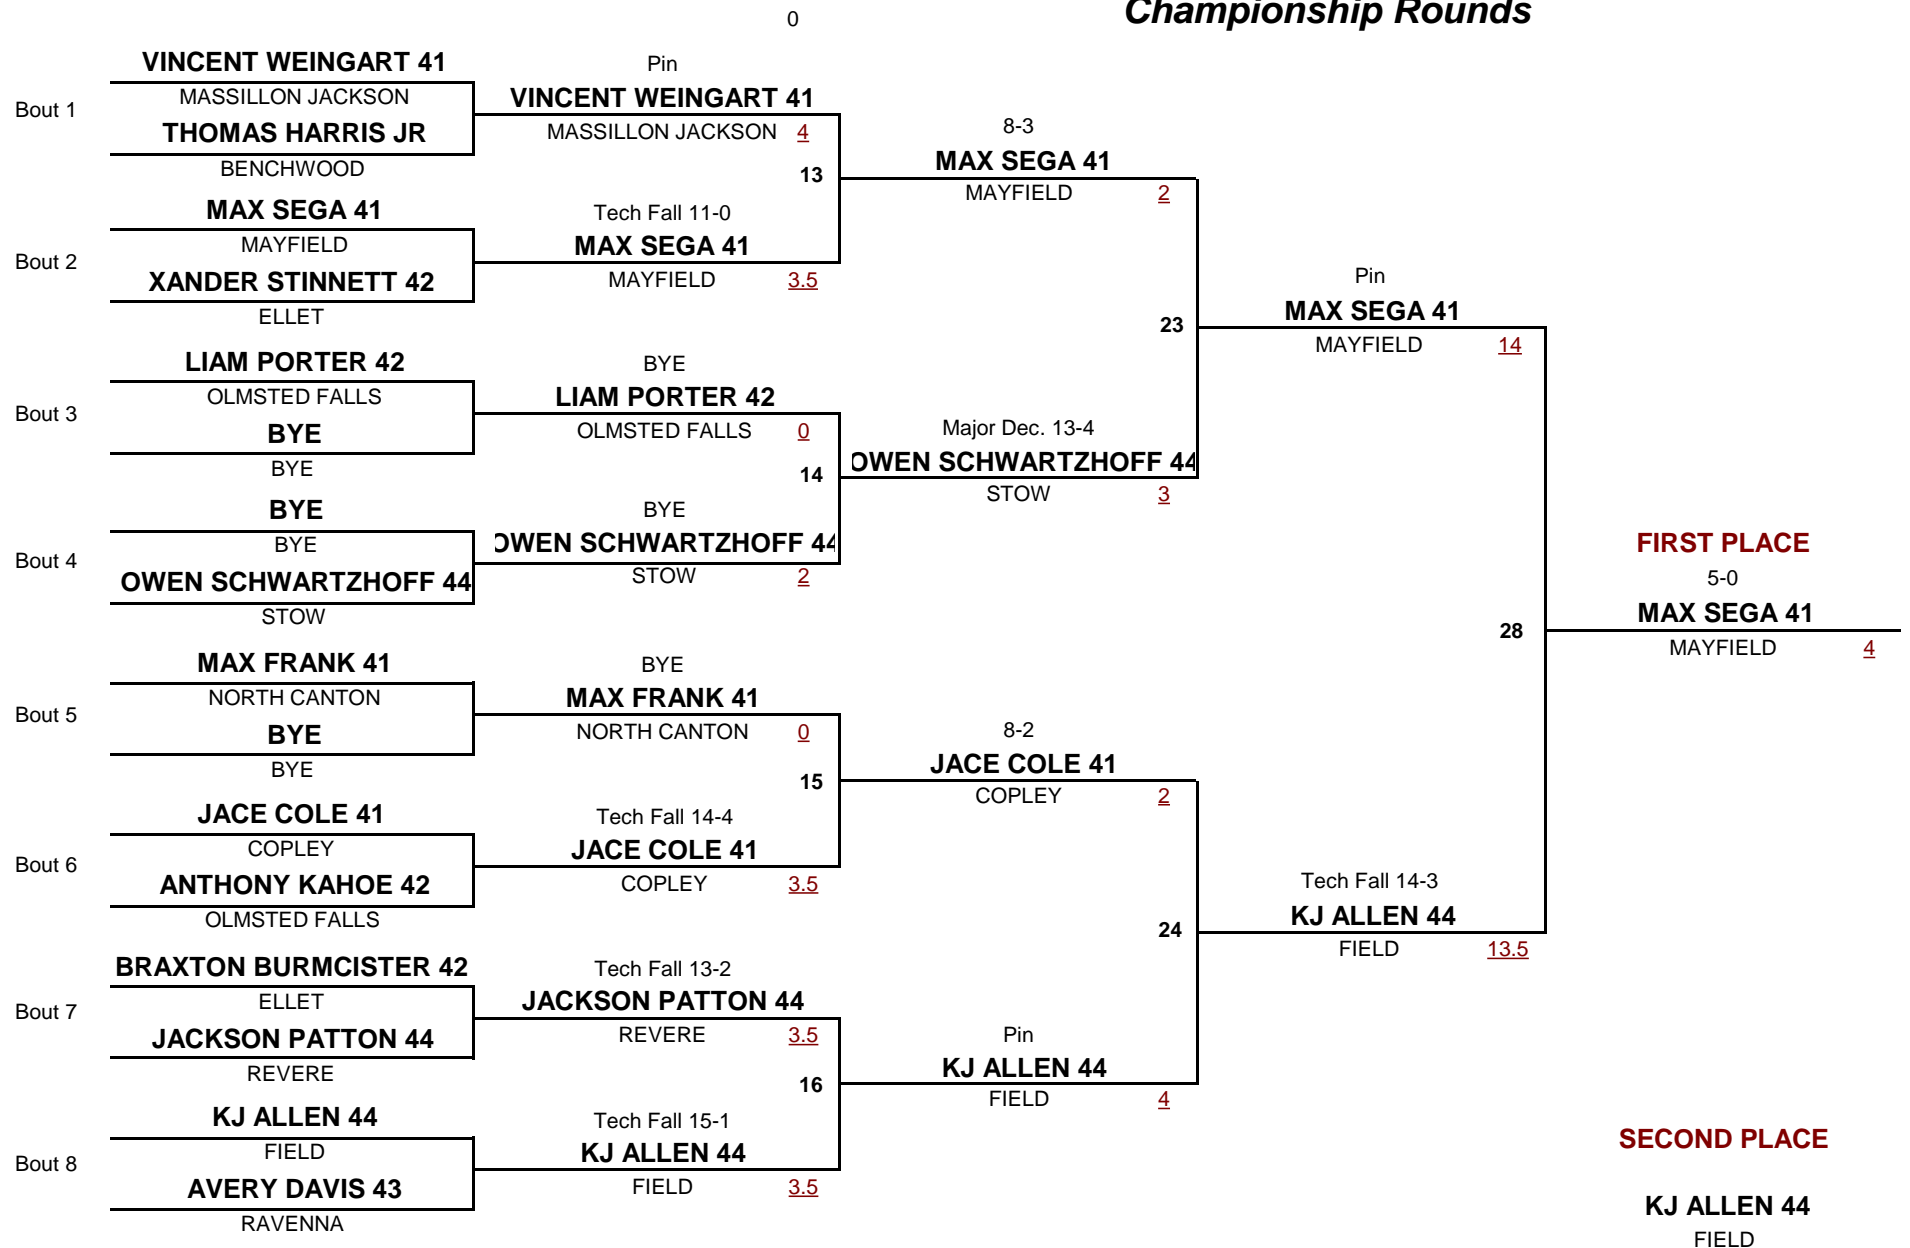 Championship Rounds
0
VINCENT WEINGART 41
MASSILLON JACKSON
Bout 1
THOMAS HARRIS JR
BENCHWOOD
MAX SEGA 41
MAYFIELD
Bout 2
XANDER STINNETT 42
ELLET
LIAM PORTER 42
OLMSTED FALLS
Bout 3
BYE
BYE
BYE
BYE
Bout 4
OWEN SCHWARTZHOFF 44
STOW
MAX FRANK 41
NORTH CANTON
Bout 5
BYE
BYE
JACE COLE 41
COPLEY
Bout 6
ANTHONY KAHOE 42
OLMSTED FALLS
BRAXTON BURMCISTER 42
ELLET
Bout 7
JACKSON PATTON 44
REVERE
KJ ALLEN 44
FIELD
Bout 8
AVERY DAVIS 43
RAVENNA
Pin
VINCENT WEINGART 41
MASSILLON JACKSON 4
13
Tech Fall 11-0
MAX SEGA 41
MAYFIELD 3.5
BYE
LIAM PORTER 42
OLMSTED FALLS 0
14
BYE
OWEN SCHWARTZHOFF 44
STOW 2
BYE
MAX FRANK 41
NORTH CANTON 0
15
Tech Fall 14-4
JACE COLE 41
COPLEY 3.5
Tech Fall 13-2
JACKSON PATTON 44
REVERE 3.5
16
Tech Fall 15-1
KJ ALLEN 44
FIELD 3.5
8-3
MAX SEGA 41
MAYFIELD 2
23
Major Dec. 13-4
OWEN SCHWARTZHOFF 44
STOW 3
8-2
JACE COLE 41
COPLEY 2
24
Pin
KJ ALLEN 44
FIELD 4
Pin
MAX SEGA 41
MAYFIELD 14
28
Tech Fall 14-3
KJ ALLEN 44
FIELD 13.5
FIRST PLACE
5-0
MAX SEGA 41
MAYFIELD 4
SECOND PLACE
KJ ALLEN 44
FIELD